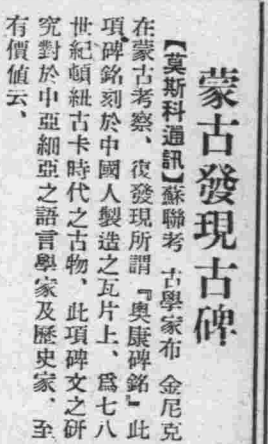 蒙古發現古碑
【莫斯科通訊】蘇聯考 古學家布 金尼克
在蒙古考察、復發現所謂『奧康碑銘』此
項碑銘刻於中國人製造之瓦片上、爲七八
世紀頓紐古卡時代之古物、此項碑文之研
究對於中亞細亞之語言學家及歷史家、至
有價値云、